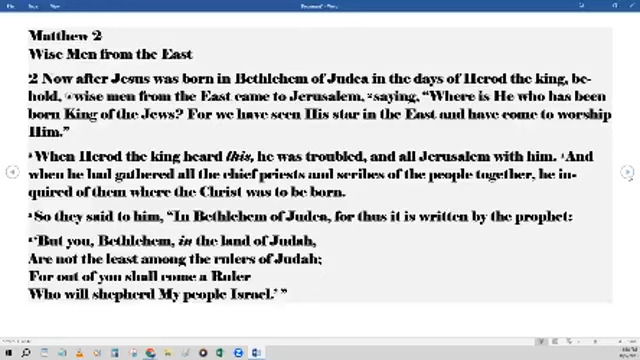 Matthew 2
Wise Men from the East
2 Now after Jesus was born in Bethlehem of Judea in the days of Herod the king, be-
hold, wise men from the East came to Jerusalem, 2 saying, “Where is He who has been
born King of the Jews? For we have seen His star in the East and have come to worship
Him.”
3 When Herod the king heard this, he was troubled, and all Jerusalem with him. 4 And
when he had gathered all the chief priests and scribes of the people together, he in-
quired of them where the Christ was to be born.
5 So they said to him, “In Bethlehem of Judea, for thus it is written by the prophet:
6 ‘But you, Bethlehem, in the land of Judah,
Are not the least among the rulers of Judah;
For out of you shall come a Ruler
Who will shepherd My people Israel.’ ”